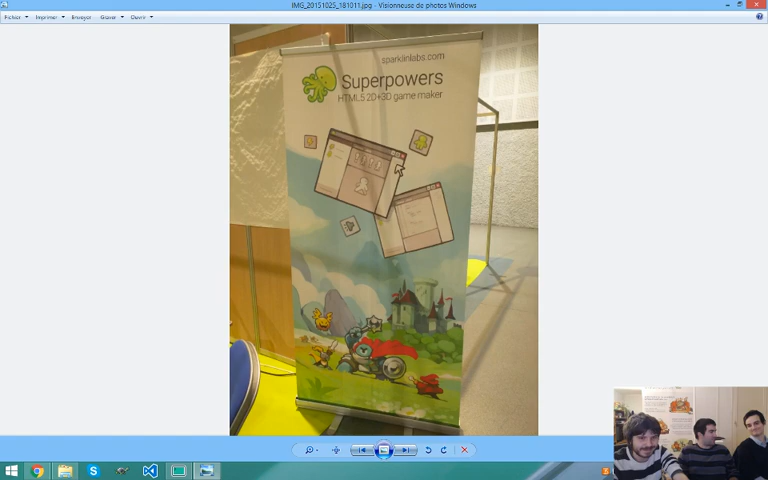 IMG_20151025_181011.jpg - Visionneuse de photos Windows
Fichier Imprimer Envoyer Graver Ouvrir
sparklinlabs.com
Superpowers
HTML5 2D+3D game maker